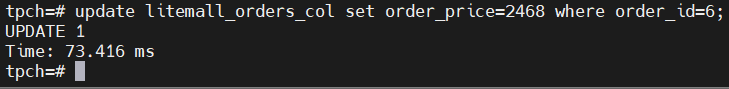 tpch=# update litemall_orders_col set order_price=2468 where order_id=6;
UPDATE 1
Time: 73.416 ms
tpch=#